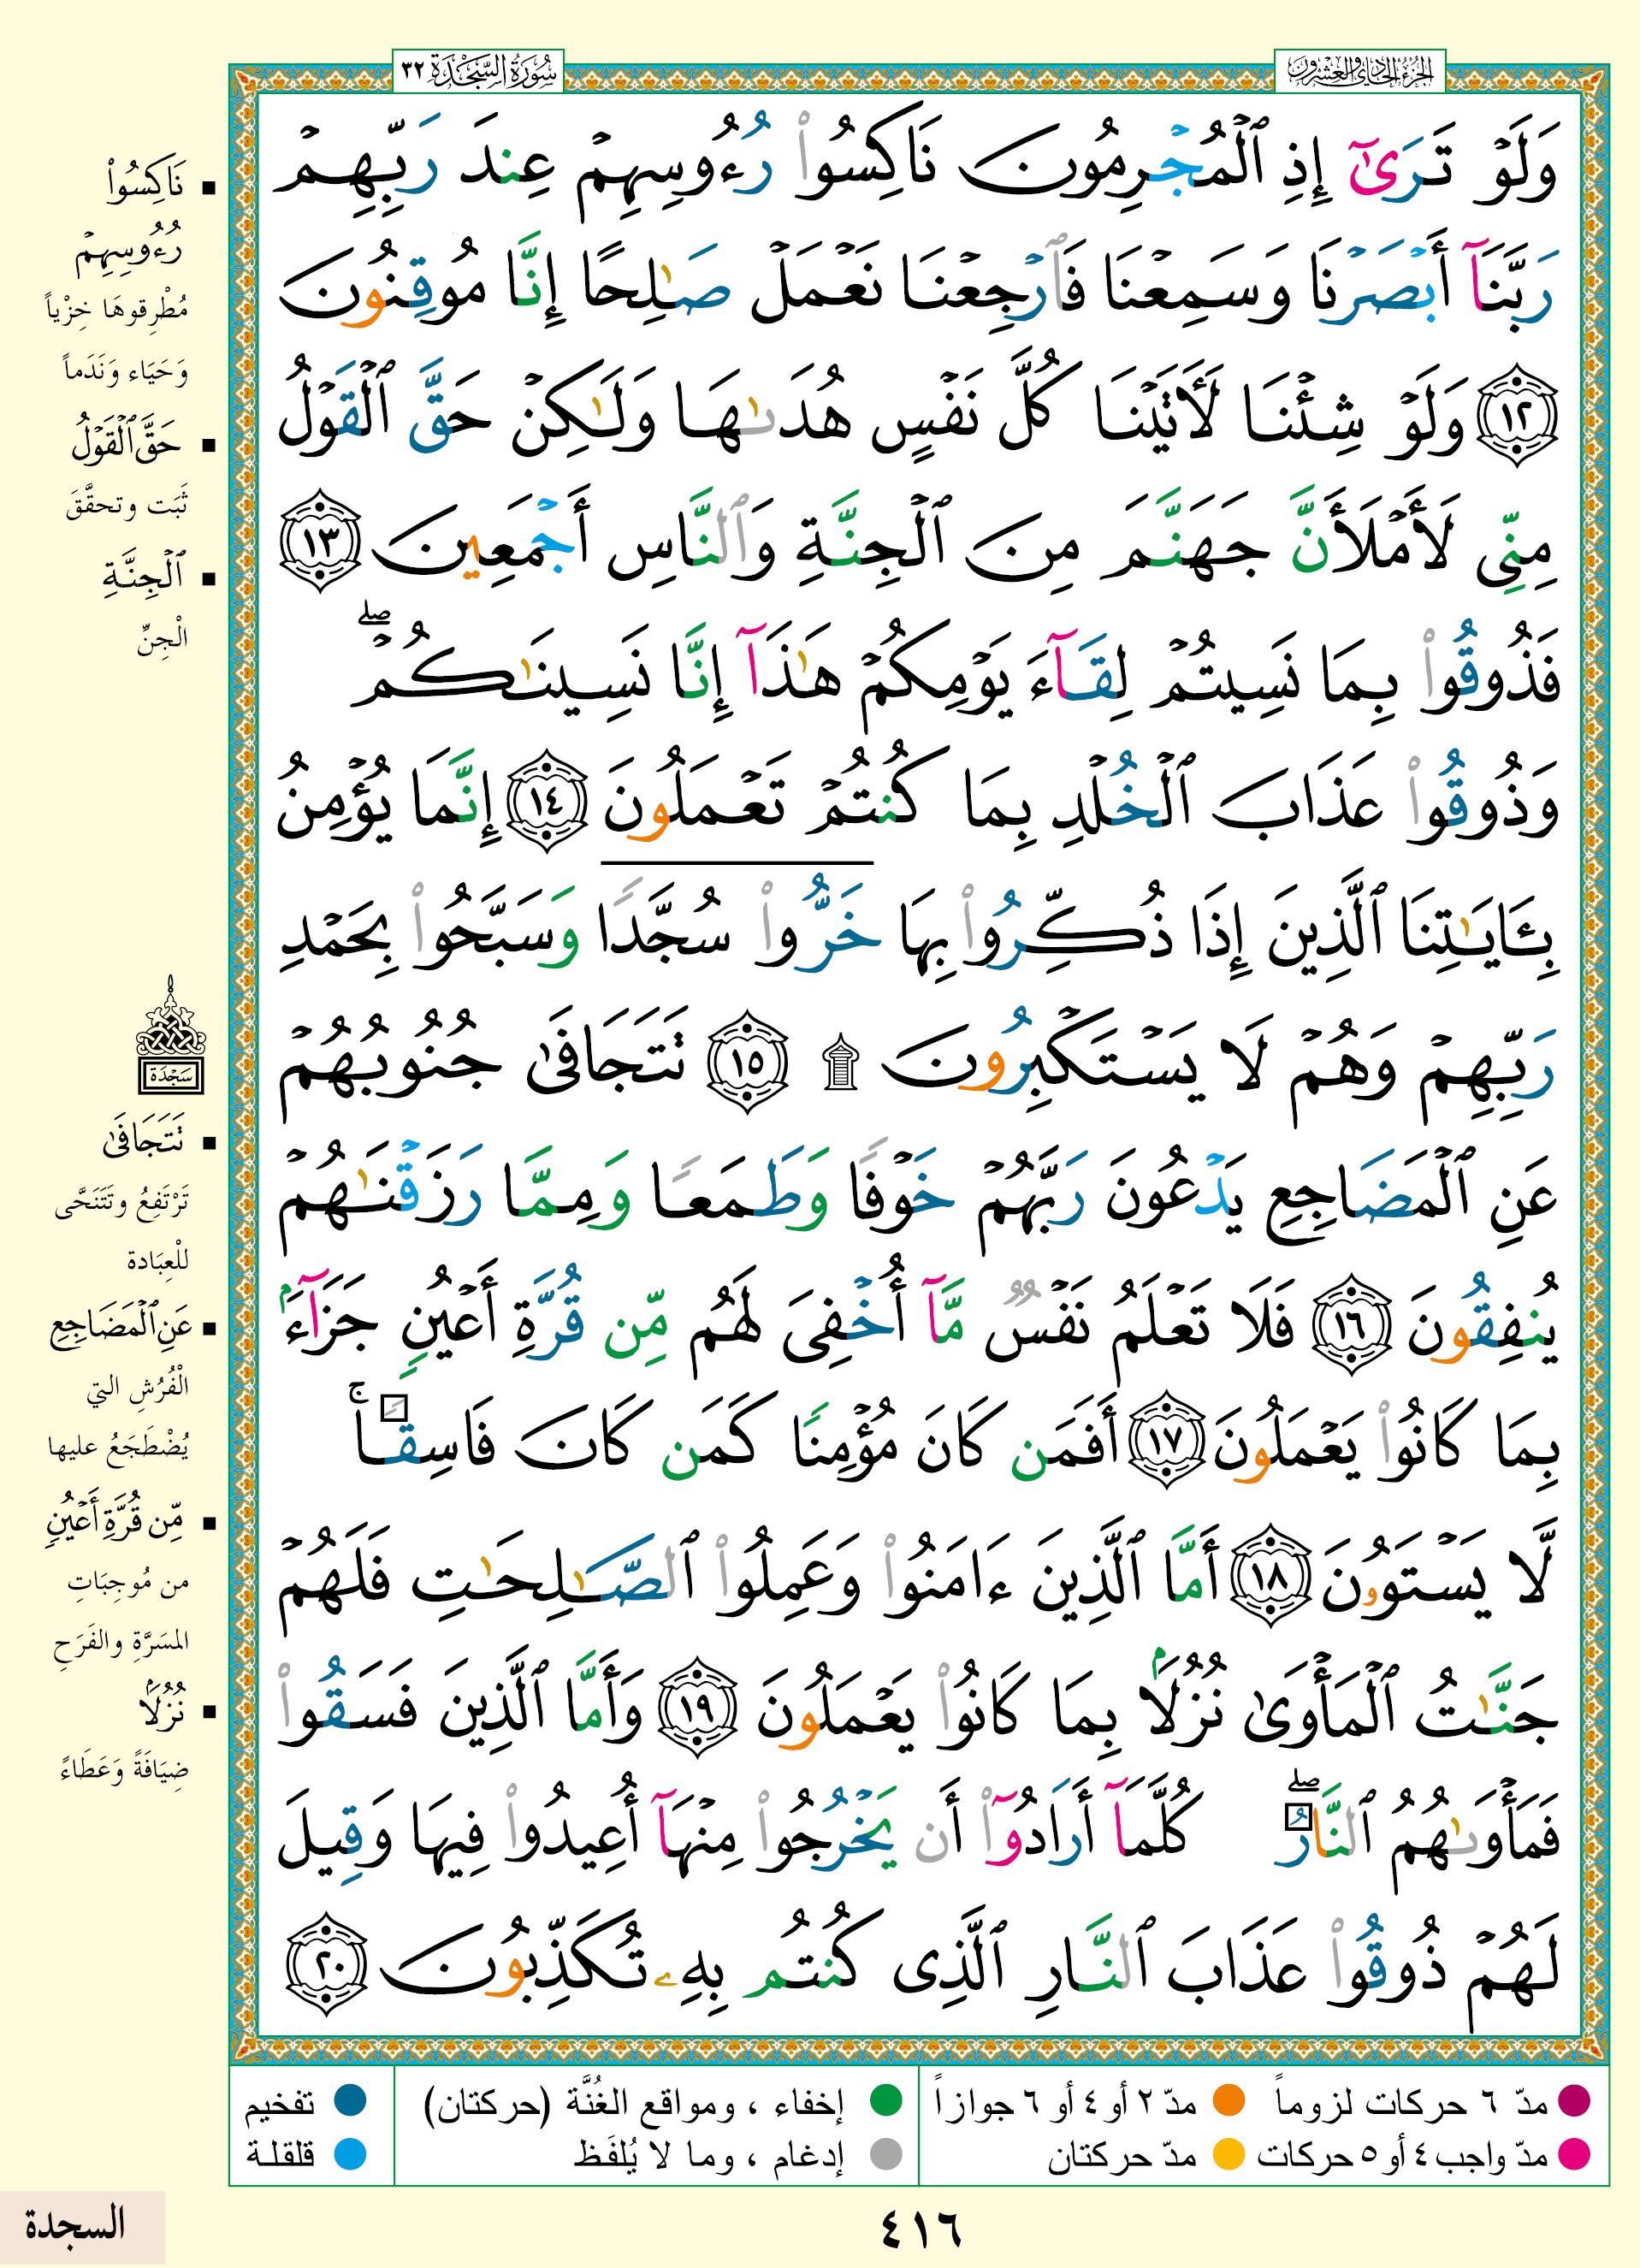 الجزء الحادي والعشرون
سُورَةُ السَّجْدَةِ ٣٢
وَلَوۡ تَرَىٰٓ إِذِ ٱلۡمُجۡرِمُونَ نَاكِسُواْ رُءُوسِهِمۡ عِندَ رَبِّهِمۡ
رَبَّنَآ أَبۡصَرۡنَا وَسَمِعۡنَا فَٱرۡجِعۡنَا نَعۡمَلۡ صَٰلِحًا إِنَّا مُوقِنُونَ
١٢ وَلَوۡ شِئۡنَا لَأٓتَيۡنَا كُلَّ نَفۡسٍ هُدَىٰهَا وَلَٰكِنۡ حَقَّ ٱلۡقَوۡلُ
مِنِّي لَأَمۡلَأَنَّ جَهَنَّمَ مِنَ ٱلۡجِنَّةِ وَٱلنَّاسِ أَجۡمَعِينَ ١٣
فَذُوقُواْ بِمَا نَسِيتُمۡ لِقَآءَ يَوۡمِكُمۡ هَٰذَآ إِنَّا نَسِينَٰكُمۡۖ
وَذُوقُواْ عَذَابَ ٱلۡخُلۡدِ بِمَا كُنتُمۡ تَعۡمَلُونَ ١٤ إِنَّمَا يُؤۡمِنُ
بِـَٔايَٰتِنَا ٱلَّذِينَ إِذَا ذُكِّرُواْ بِهَا خَرُّواْ سُجَّدًا وَسَبَّحُواْ بِحَمۡدِ
رَبِّهِمۡ وَهُمۡ لَا يَسۡتَكۡبِرُونَ ۩ ١٥ تَتَجَافَىٰ جُنُوبُهُمۡ
عَنِ ٱلۡمَضَاجِعِ يَدۡعُونَ رَبَّهُمۡ خَوۡفًا وَطَمَعًا وَمِمَّا رَزَقۡنَٰهُمۡ
يُنفِقُونَ ١٦ فَلَا تَعۡلَمُ نَفۡسٞ مَّآ أُخۡفِيَ لَهُم مِّن قُرَّةِ أَعۡيُنٖ جَزَآءَۢ
بِمَا كَانُواْ يَعۡمَلُونَ ١٧ أَفَمَن كَانَ مُؤۡمِنٗا كَمَن كَانَ فَاسِقٗاۚ
لَّا يَسۡتَوُۥنَ ١٨ أَمَّا ٱلَّذِينَ ءَامَنُواْ وَعَمِلُواْ ٱلصَّٰلِحَٰتِ فَلَهُمۡ
جَنَّٰتُ ٱلۡمَأۡوَىٰ نُزُلَۢا بِمَا كَانُواْ يَعۡمَلُونَ ١٩ وَأَمَّا ٱلَّذِينَ فَسَقُواْ
فَمَأۡوَىٰهُمُ ٱلنَّارُۖ كُلَّمَآ أَرَادُوٓاْ أَن يَخۡرُجُواْ مِنۡهَآ أُعِيدُواْ فِيهَا وَقِيلَ
لَهُمۡ ذُوقُواْ عَذَابَ ٱلنَّارِ ٱلَّذِي كُنتُم بِهِۦ تُكَذِّبُونَ ٢٠
نَاكِسُواْ
رُءُوسِهِمۡ
مُطْرِقوهَا خِزْياً
وَحَيَاء وَنَدَماً
حَقَّ ٱلۡقَوۡلُ
ثَبَت وتحقَّقَ
ٱلۡجِنَّةِ
الْجِنِّ
سَجْدَة
تَتَجَافَىٰ
تَرْتَفِعُ وتَتَنَحَّى
للْعِبَادة
عَنِ ٱلۡمَضَاجِعِ
الْفُرُشِ التي
يُضْطَجَعُ عليها
مِّن قُرَّةِ أَعۡيُنٖ
من مُوجِبَاتِ
المسَرَّةِ والفَرَحِ
نُزُلَۢا
ضِيَافَةً وَعَطَاءً
مدّ ٦ حركات لزوماً
مدّ ٢ أو ٤ أو ٦ جوازاً
إخفاء ، ومواقع الغُنَّة (حركتان)
تفخيم
مدّ واجب ٤ أو ٥ حركات
مدّ حركتان
إدغام ، وما لا يُلفَظ
قلقلة
٤١٦
السجدة